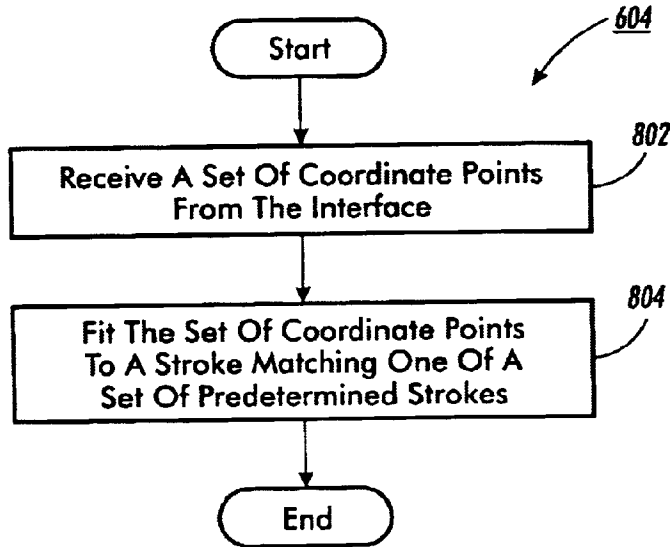 604
Start
802
Receive A Set Of Coordinate Points
From The Interface
804
Fit The Set Of Coordinate Points
To A Stroke Matching One Of A
Set Of Predetermined Strokes
End